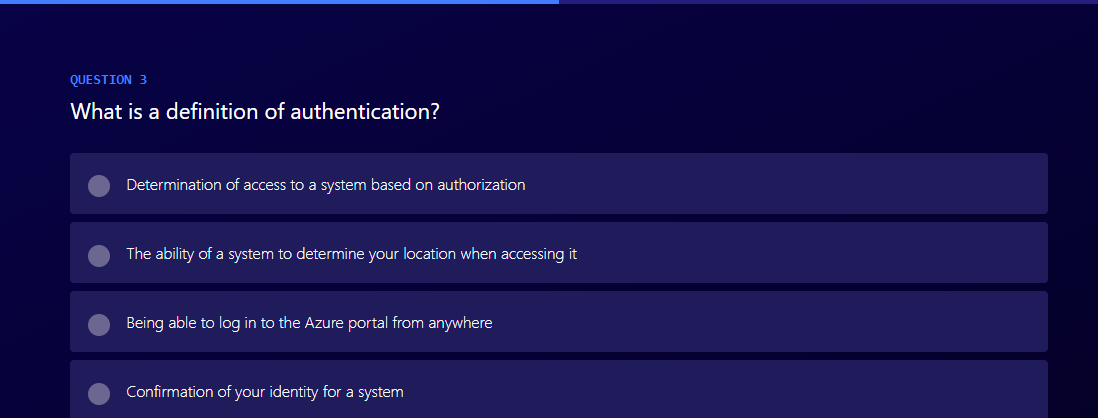 QUESTION 3
What is a definition of authentication?
Determination of access to a system based on authorization
The ability of a system to determine your location when accessing it
Being able to log in to the Azure portal from anywhere
Confirmation of your identity for a system